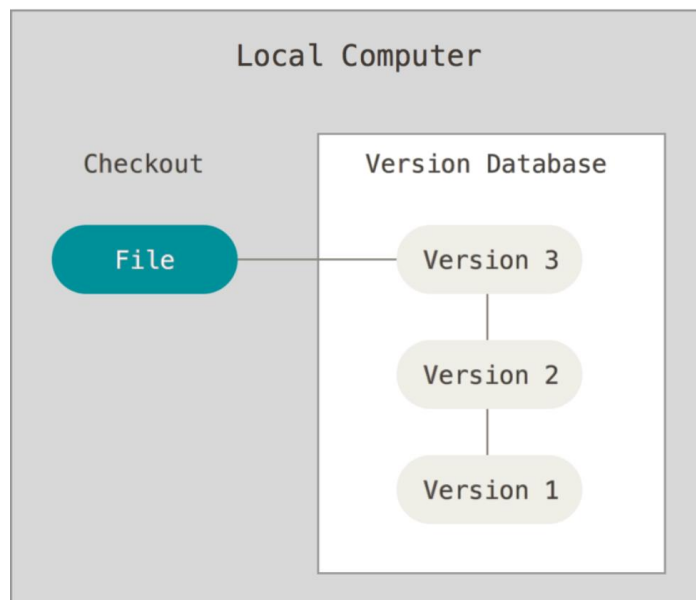 Local Computer
Checkout
Version Database
File
Version 3
Version 2
Version 1